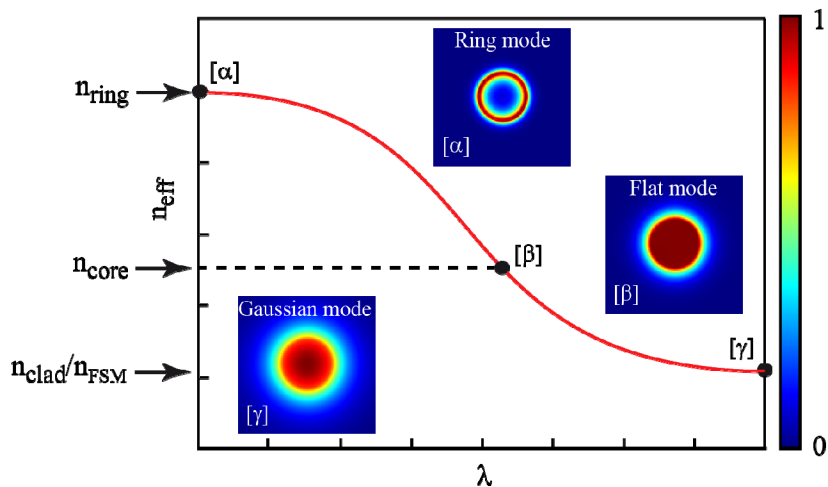 1
Ring mode
[α]
n_ring
[α]
n_eff
Flat mode
[β]
n_core
[β]
Gaussian mode
[γ]
n_clad/n_FSM
[γ]
0
λ